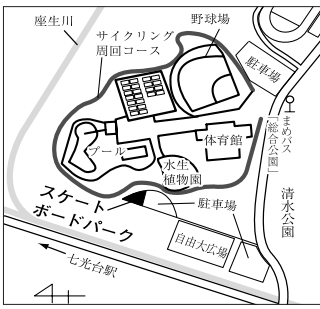 座生川
野球場
サイクリング
周回コース
駐車場
まめバス
「総合公園」
体育館
プール
水生
植物園
清水公園
スケート
ボードパーク
駐車場
自由大広場
七光台駅